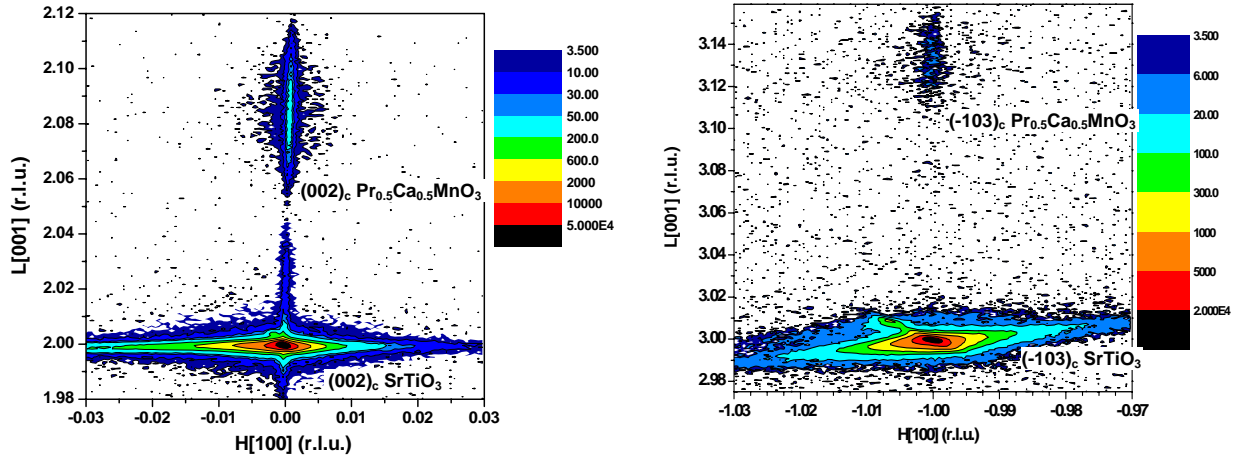 2.12
2.10
2.08
2.06
2.04
2.02
2.00
1.98
L[001] (r.l.u.)
(002)c Pr0.5Ca0.5MnO3
(002)c SrTiO3
-0.03 -0.02 -0.01 0.00 0.01 0.02 0.03
H[100] (r.l.u.)
3.500
10.00
30.00
50.00
200.0
600.0
2000
10000
5.000E4
3.14
3.12
3.10
3.08
3.06
3.04
3.02
3.00
2.98
L[001] (r.l.u.)
(-103)c Pr0.5Ca0.5MnO3
(-103)c SrTiO3
-1.03 -1.02 -1.01 -1.00 -0.99 -0.98 -0.97
H[100] (r.l.u.)
3.500
6.000
20.00
100.0
300.0
1000
5000
2.000E4